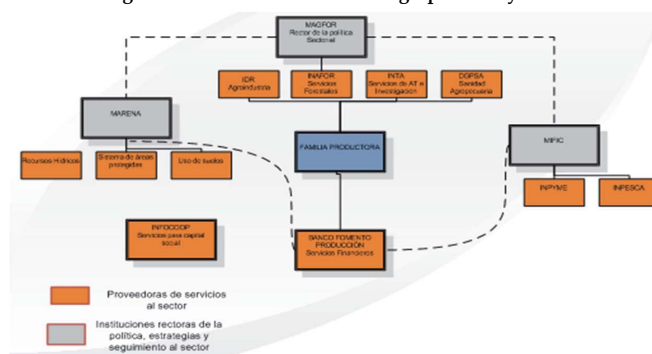 MAGFOR
Rector de la política
Sectorial
IDR
Agroindustria
INAFOR
Servicios
Forestales
INTA
Servicios de AT e
Investigación
DGPSA
Sanidad
Agropecuaria
MARENA
FAMILIA PRODUCTORA
MIFIC
Recursos Hídricos
Sistema de áreas
protegidas
Uso de suelos
INPYME
INPESCA
INFOCOOP
Servicios para capital
social
BANCO FOMENTO
PRODUCCIÓN
Servicios Financieros
Proveedoras de servicios
al sector
Instituciones rectoras de la
política, estrategias y
seguimiento al sector